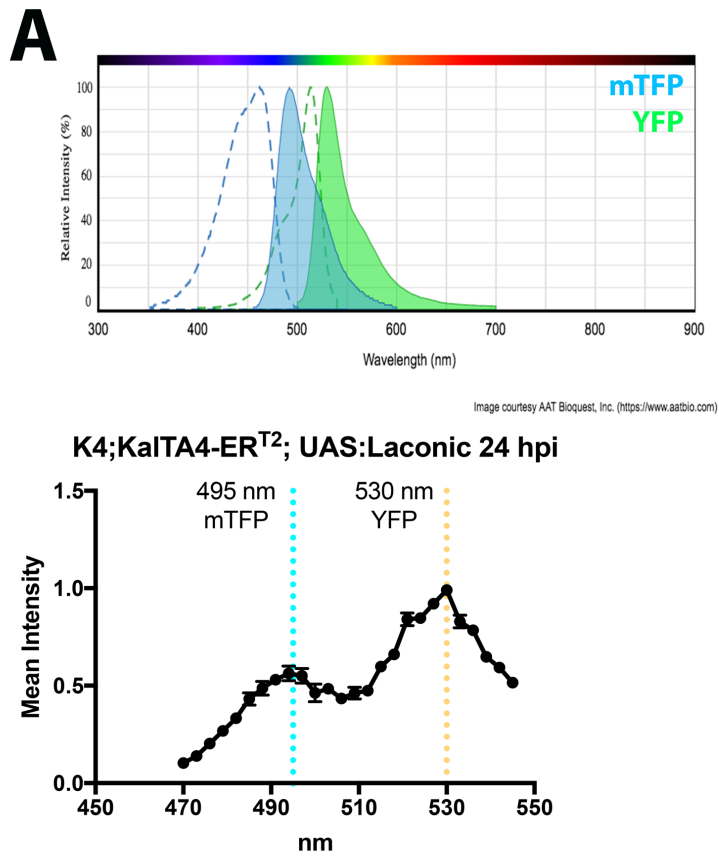 A
mTFP
YFP
Relative Intensity (%)
100
80
60
40
20
0
300 400 500 600 700 800 900
Wavelength (nm)
Image courtesy AAT Bioquest, Inc. (https://www.aatbio.com)
K4;KalTA4-ERT2; UAS:Laconic 24 hpi
495 nm
mTFP
530 nm
YFP
Mean Intensity
1.5
1.0
0.5
0.0
450 470 490 510 530 550
nm